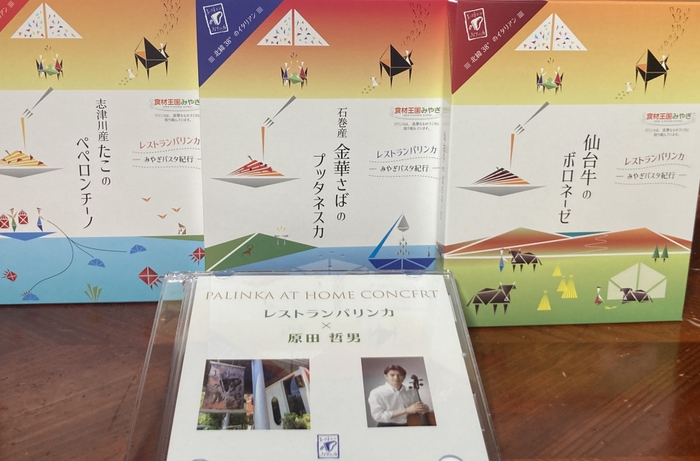 志津川産
たこの
ペペロンチーノ
食材王国みやぎ
レストランパリンカ
みやぎパスタ紀行
北緯38°のイタリアン
石巻産
金華さばの
プッタネスカ
食材王国みやぎ
レストランパリンカ
みやぎパスタ紀行
北緯38°のイタリアン
仙台牛の
ボロネーゼ
食材王国みやぎ
レストランパリンカ
みやぎパスタ紀行
PALINKA AT HOME CONCERT
レストランパリンカ
×
原田 哲男